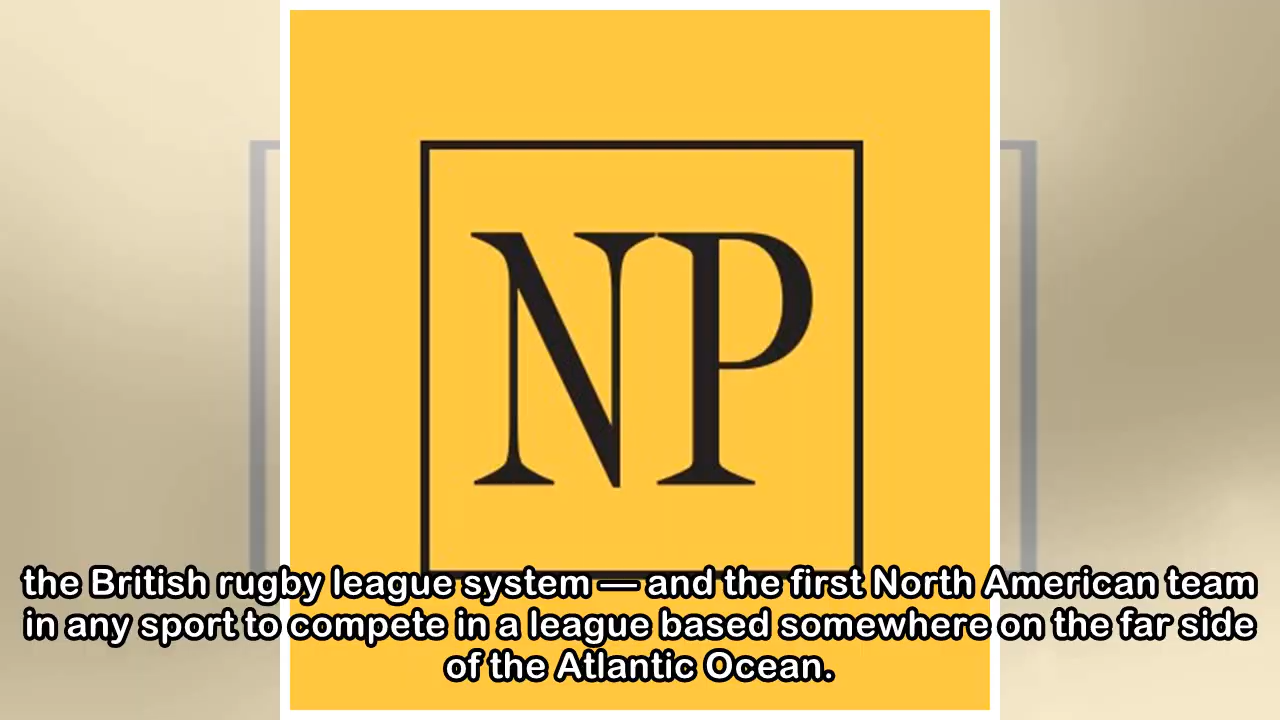 NP
the British rugby league system — and the first North American team
in any sport to compete in a league based somewhere on the far side
of the Atlantic Ocean.